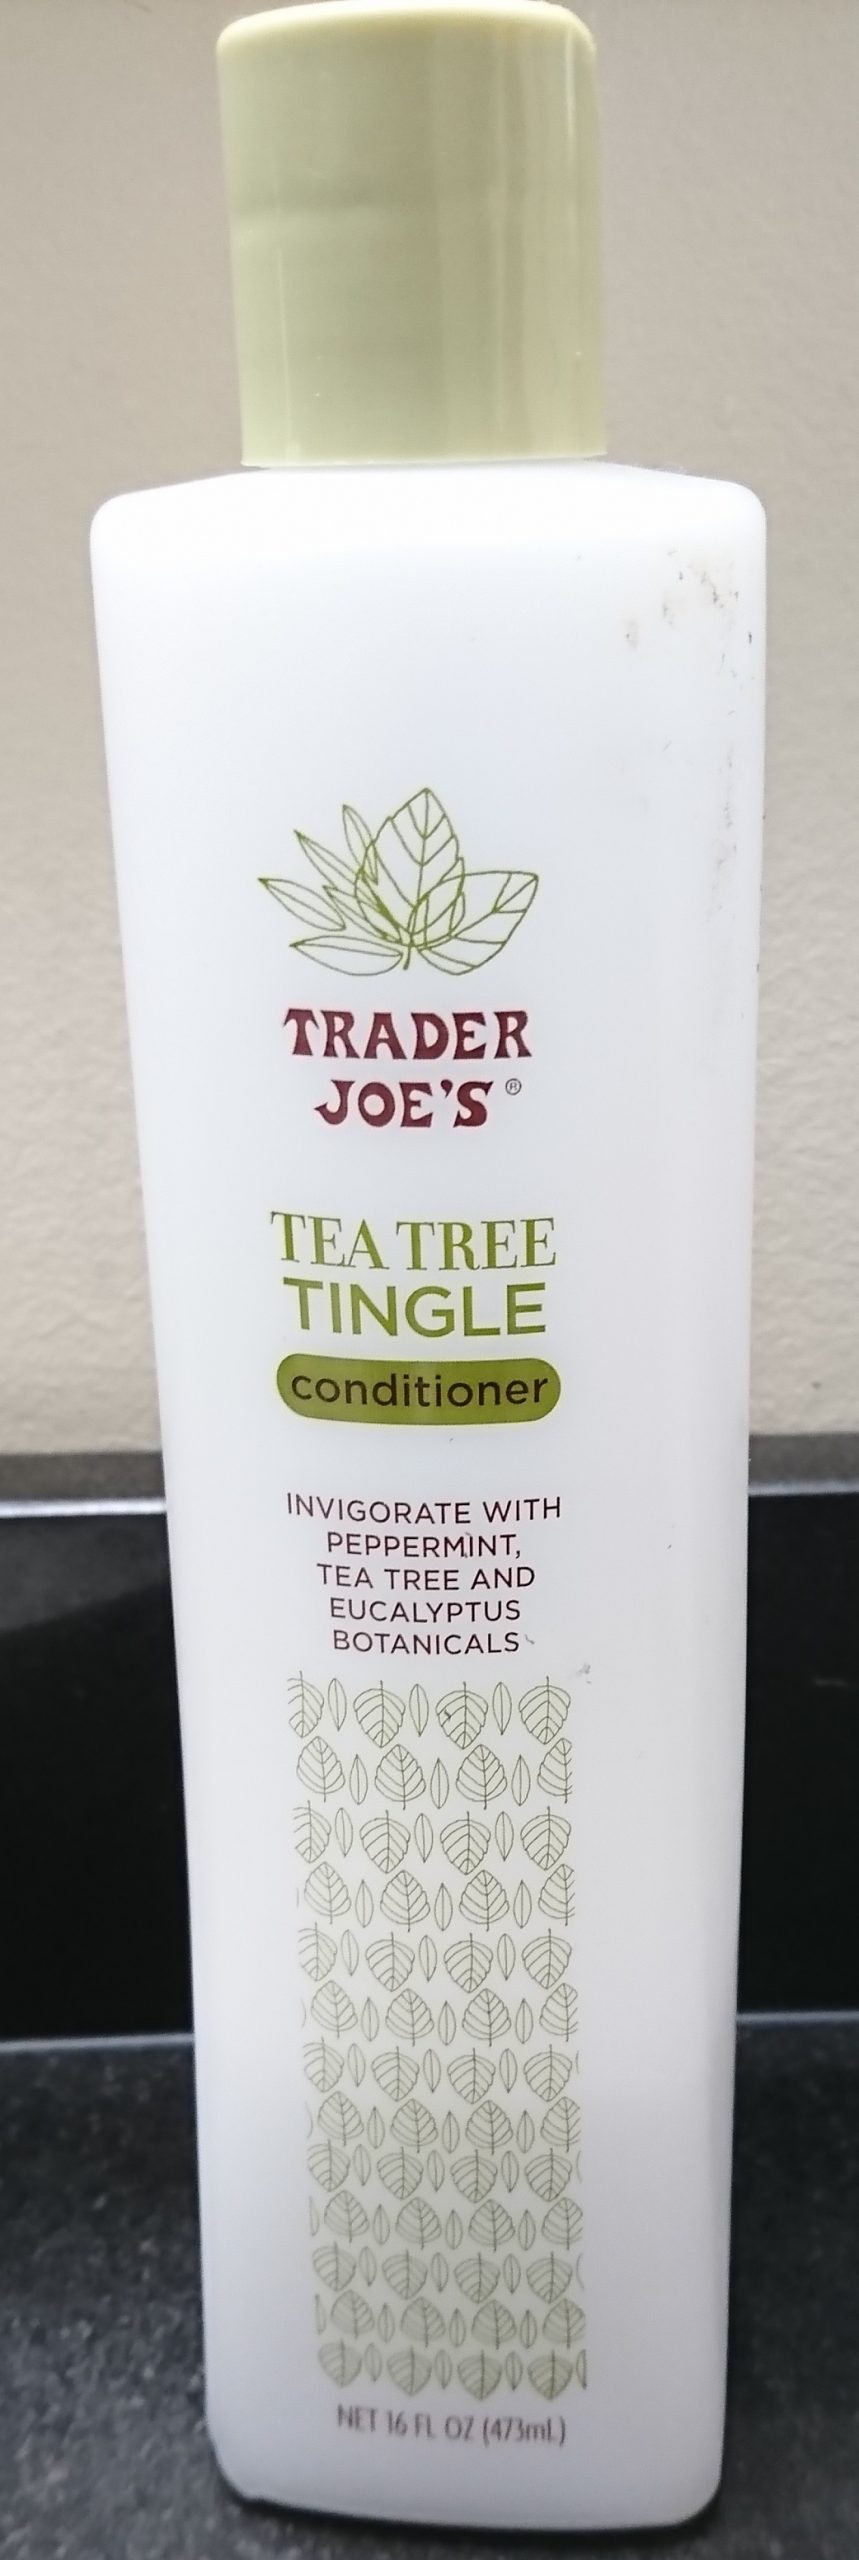 TRADER
JOE'S ®
TEA TREE
TINGLE
conditioner
INVIGORATE WITH
PEPPERMINT,
TEA TREE AND
EUCALYPTUS
BOTANICALS
NET 16 FL OZ (473mL)